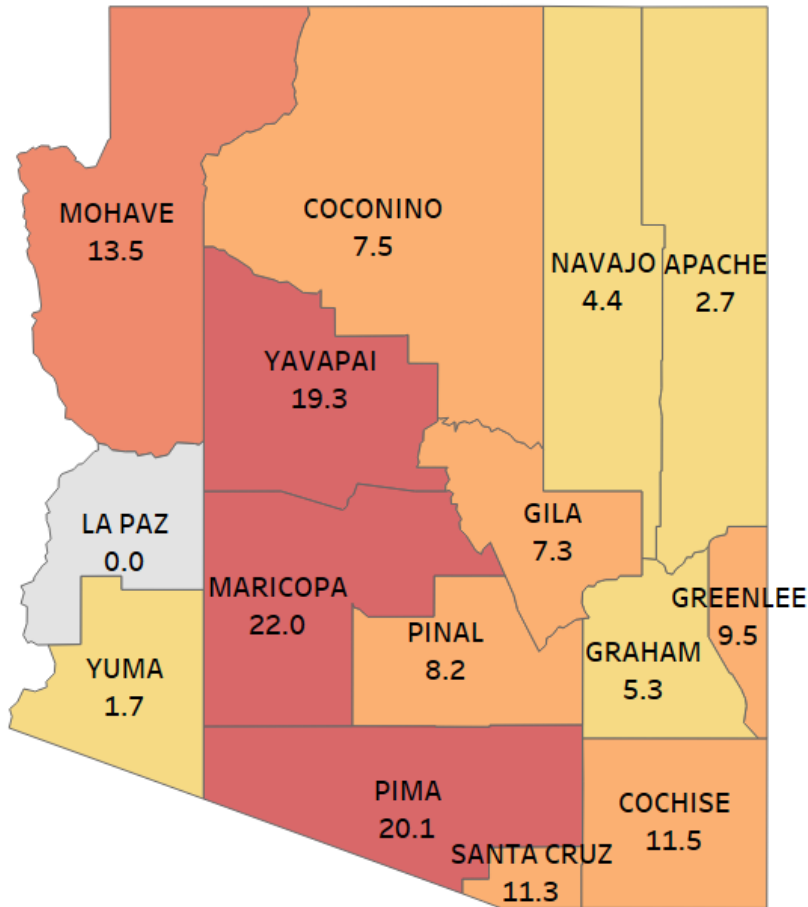 MOHAVE
13.5
COCONINO
7.5
NAVAJO
4.4
APACHE
2.7
YAVAPAI
19.3
LA PAZ
0.0
GILA
7.3
MARICOPA
22.0
PINAL
8.2
GREENLEE
9.5
GRAHAM
5.3
YUMA
1.7
PIMA
20.1
COCHISE
11.5
SANTA CRUZ
11.3